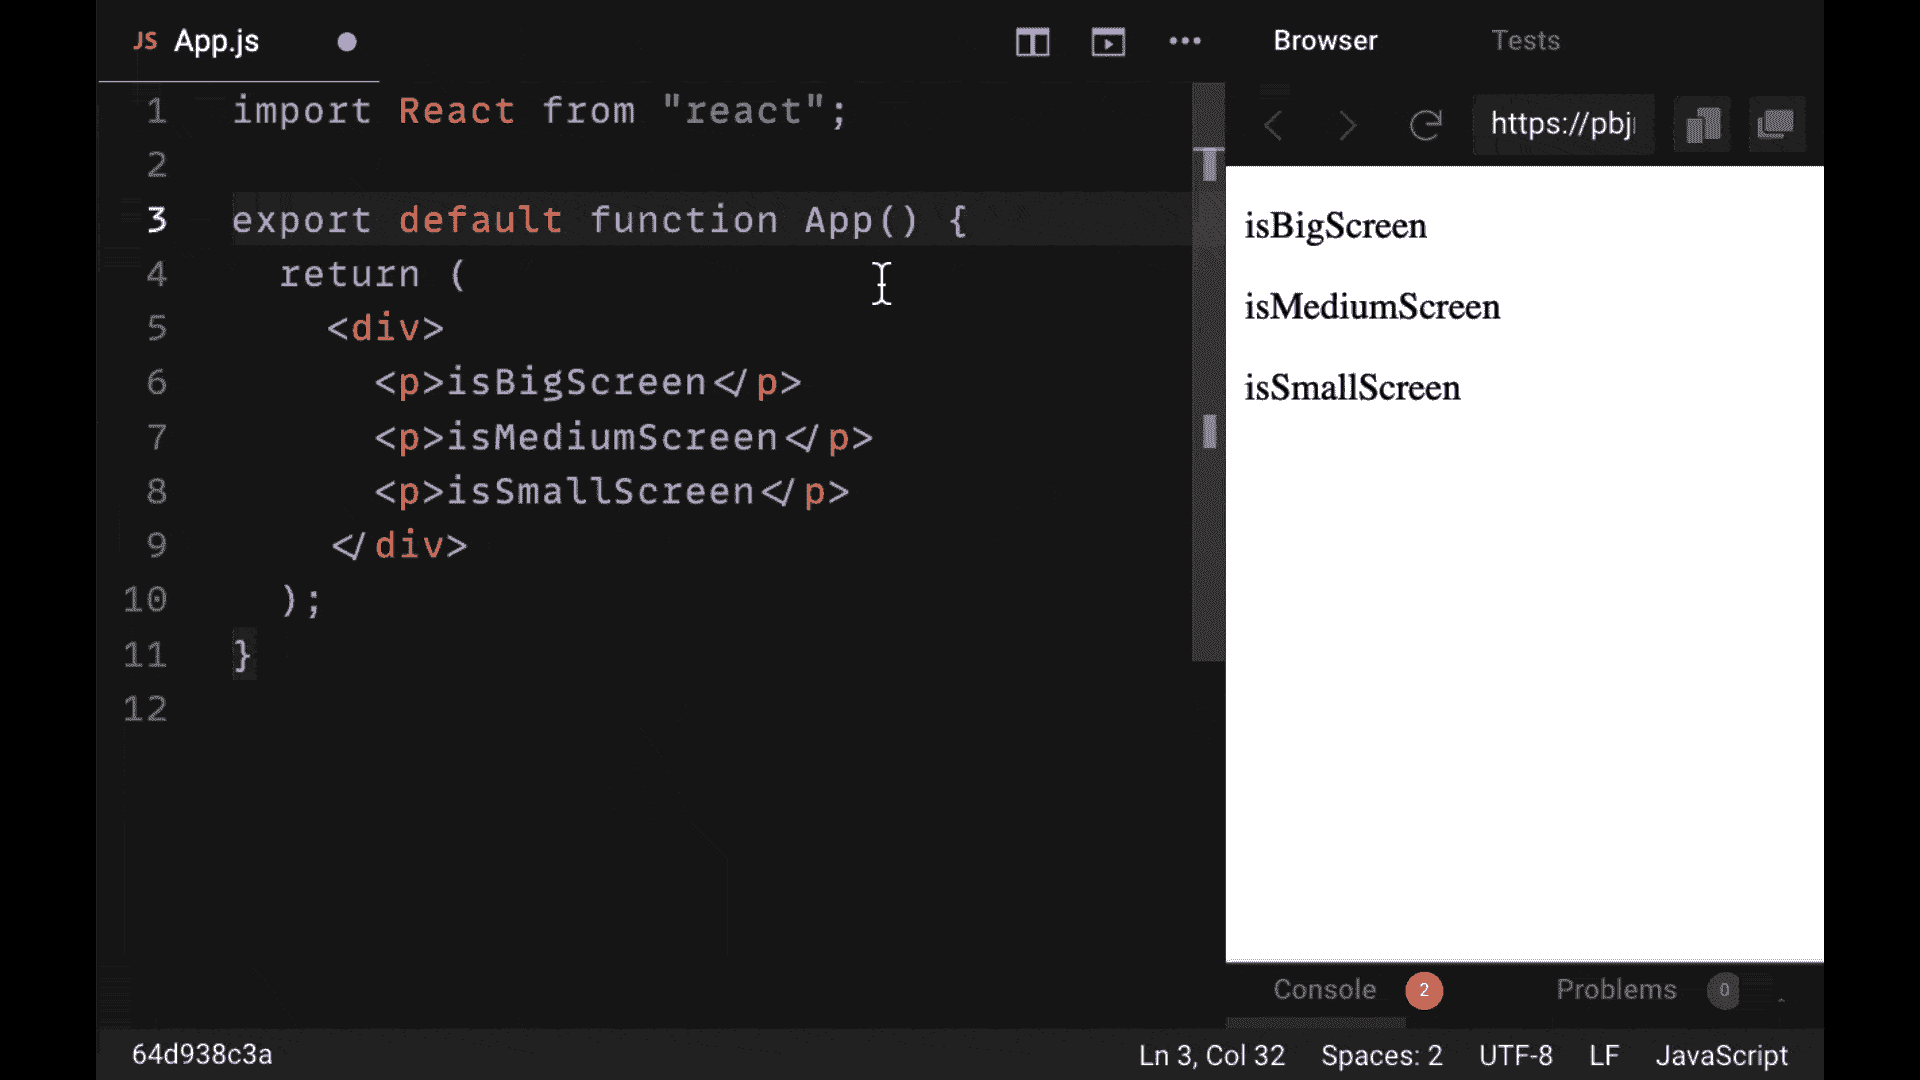 JS App.js
Browser Tests
https://pbj
1 import React from "react";
2
3 export default function App() {
4 return (
5 <div>
6 <p>isBigScreen</p>
7 <p>isMediumScreen</p>
8 <p>isSmallScreen</p>
9 </div>
10 );
11 }
12
isBigScreen
isMediumScreen
isSmallScreen
Console 2 Problems 0
64d938c3a Ln 3, Col 32 Spaces: 2 UTF-8 LF JavaScript